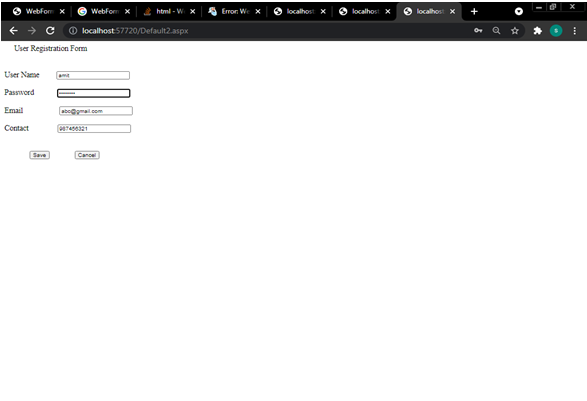 WebForm WebForm html - W Error: We localhost: localhost: localhost:
localhost:57720/Default2.aspx
User Registration Form
User Name amit
Password ••••••••
Email abc@gmail.com
Contact 987456321
Save Cancel